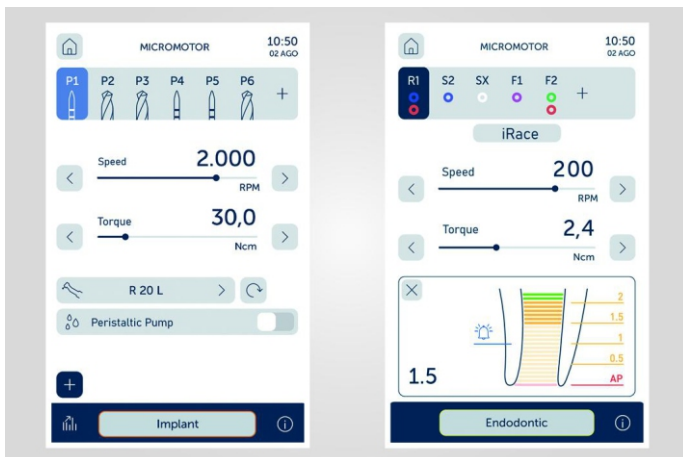 MICROMOTOR
10:50
02 AGO
P1 P2 P3 P4 P5 P6 +
Speed
2.000
RPM
Torque
30,0
Ncm
R 20 L
Peristaltic Pump
+
Implant
MICROMOTOR
10:50
02 AGO
R1 S2 SX F1 F2 +
iRace
Speed
200
RPM
Torque
2,4
Ncm
2
1.5
1
0.5
AP
1.5
Endodontic